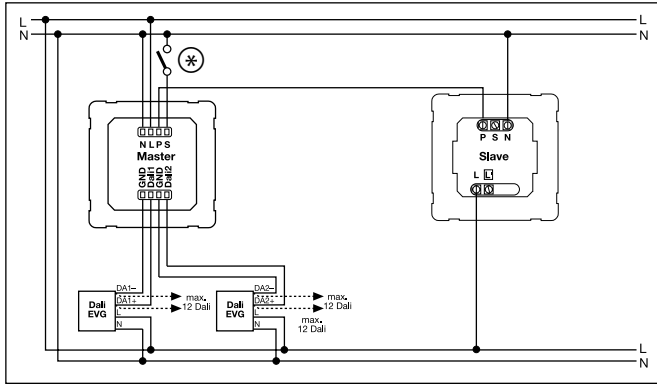 L L
N N
*
N L P S
Master
GND
Dali1
GND
Dali2
P S N
Slave
L L'
DA1–
DA1+
L
N
Dali
EVG
max.
12 Dali
DA2–
DA2+
L
N
Dali
EVG
max.
12 Dali
max.
12 Dali
L
N